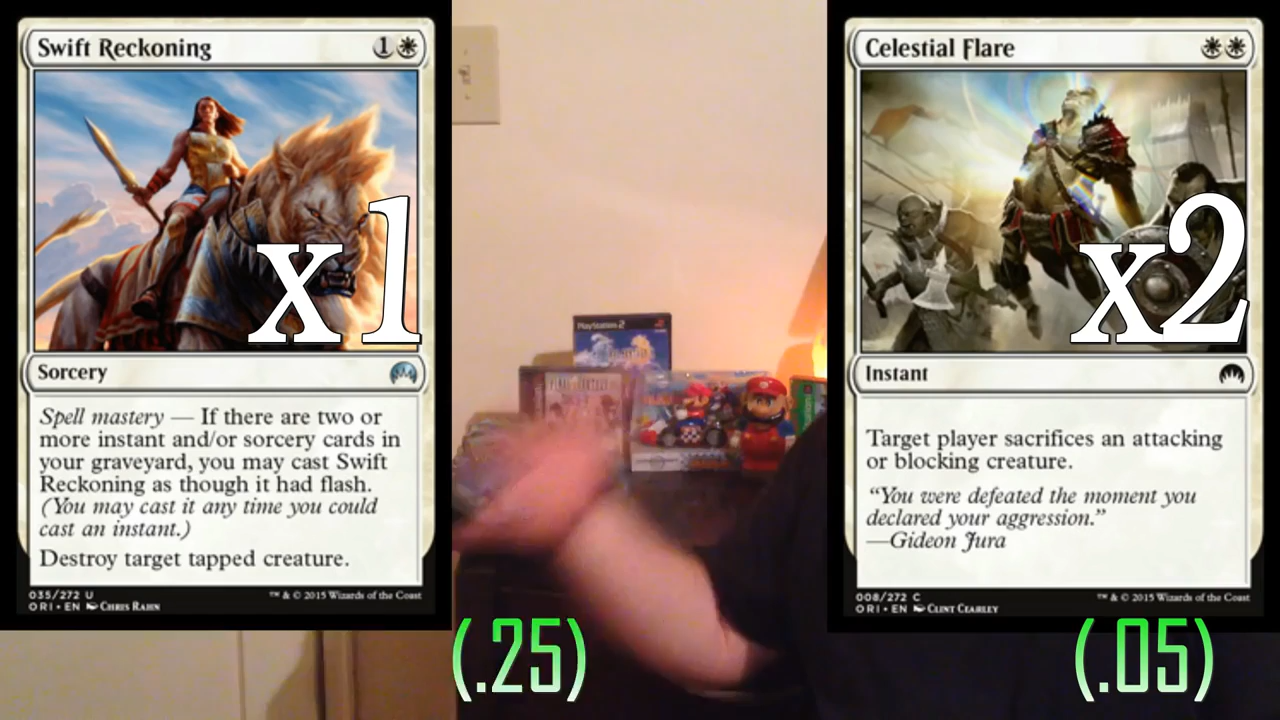 Swift Reckoning 1
x1
Sorcery
Spell mastery — If there are two or
more instant and/or sorcery cards in
your graveyard, you may cast Swift
Reckoning as though it had flash.
(You may cast it any time you could
cast an instant.)
Destroy target tapped creature.
035/272 U
ORI • EN Chris Rahn
™ & © 2015 Wizards of the Coast
(.25)
PlayStation 2
Celestial Flare
x2
Instant
Target player sacrifices an attacking
or blocking creature.
“You were defeated the moment you
declared your aggression.”
—Gideon Jura
008/272 C
ORI • EN Clint Cearley
™ & © 2015 Wizards of the Coast
(.05)